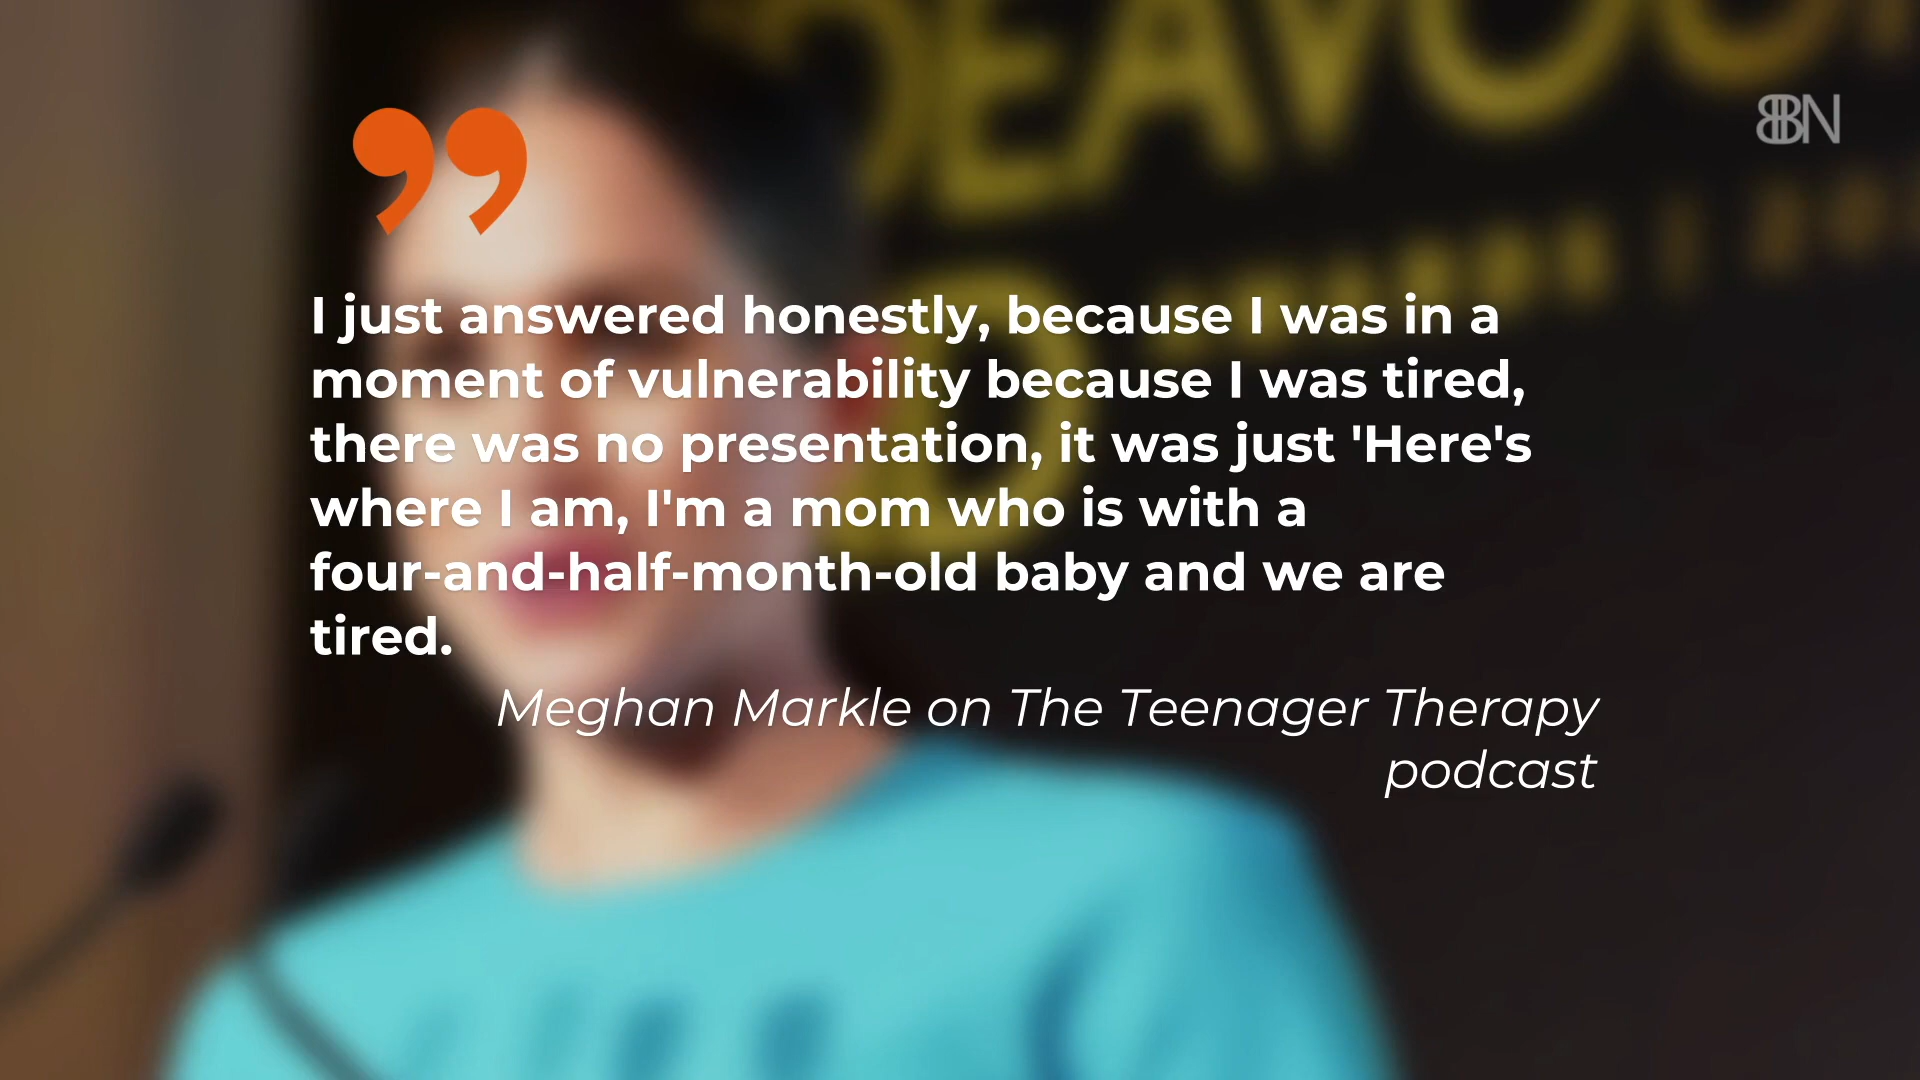 DEAVOU
BBN
D
”
I just answered honestly, because I was in a
moment of vulnerability because I was tired,
there was no presentation, it was just 'Here's
where I am, I'm a mom who is with a
four-and-half-month-old baby and we are
tired.
Meghan Markle on The Teenager Therapy
podcast